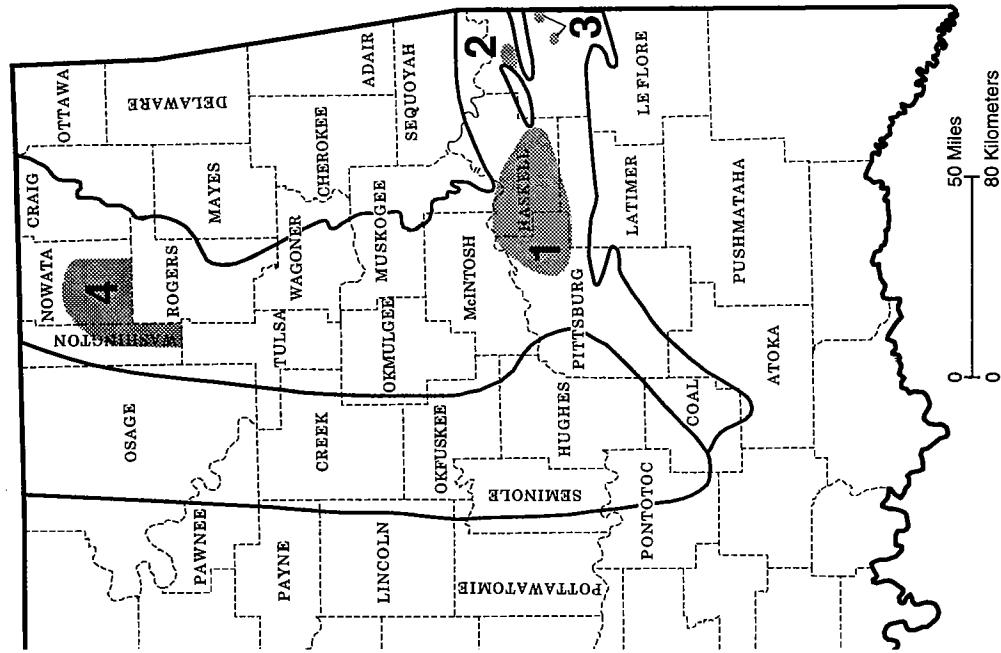 OTTAWA
CRAIG
NOWATA
WASHINGTON
OSAGE
4
DELAWARE
MAYES
ROGERS
PAWNEE
ADAIR
CHEROKEE
WAGONER
TULSA
CREEK
PAYNE
SEQUOYAH
MUSKOGEE
OKMULGEE
OKFUSKEE
LINCOLN
2
HASKELL
1
McINTOSH
HUGHES
SEMINOLE
POTTAWATOMIE
3
LE FLORE
LATIMER
PITTSBURG
COAL
PONTOTOC
PUSHMATAHA
ATOKA
0 50 Miles
0 80 Kilometers